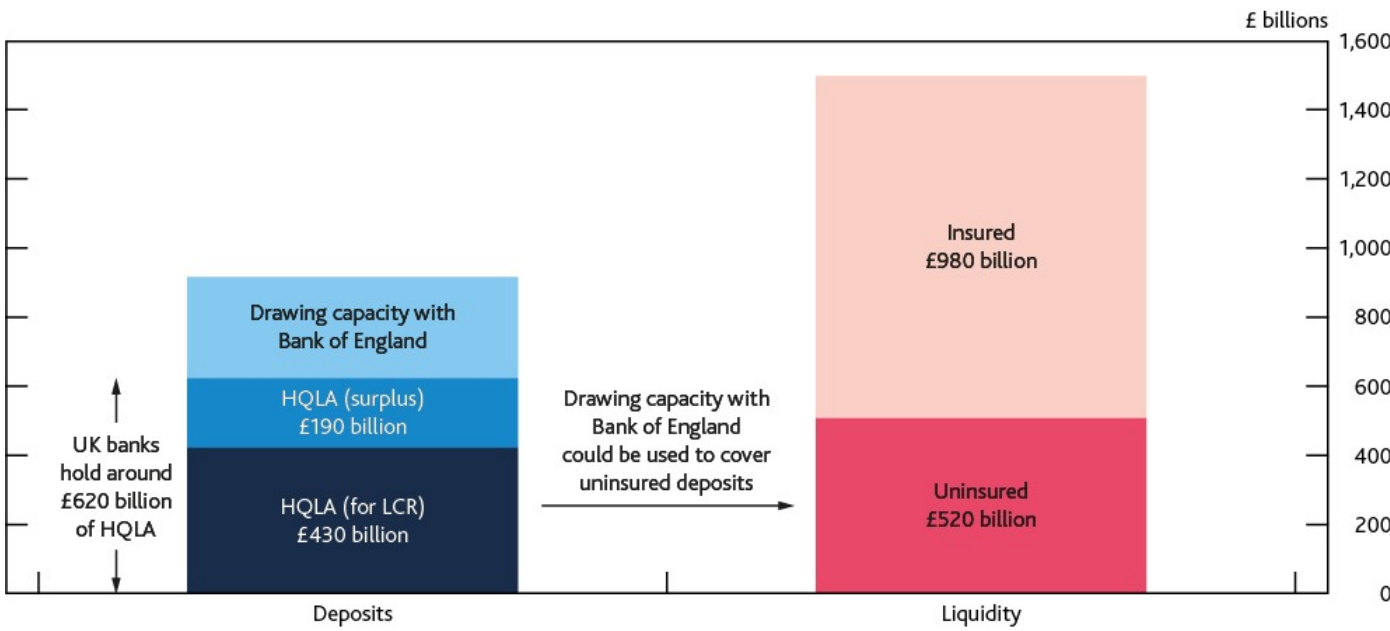 £ billions
1,600
1,400
1,200
1,000
800
600
400
200
0
Drawing capacity with
Bank of England
HQLA (surplus)
£190 billion
HQLA (for LCR)
£430 billion
UK banks
hold around
£620 billion
of HQLA
Drawing capacity with
Bank of England
could be used to cover
uninsured deposits
Insured
£980 billion
Uninsured
£520 billion
Deposits
Liquidity